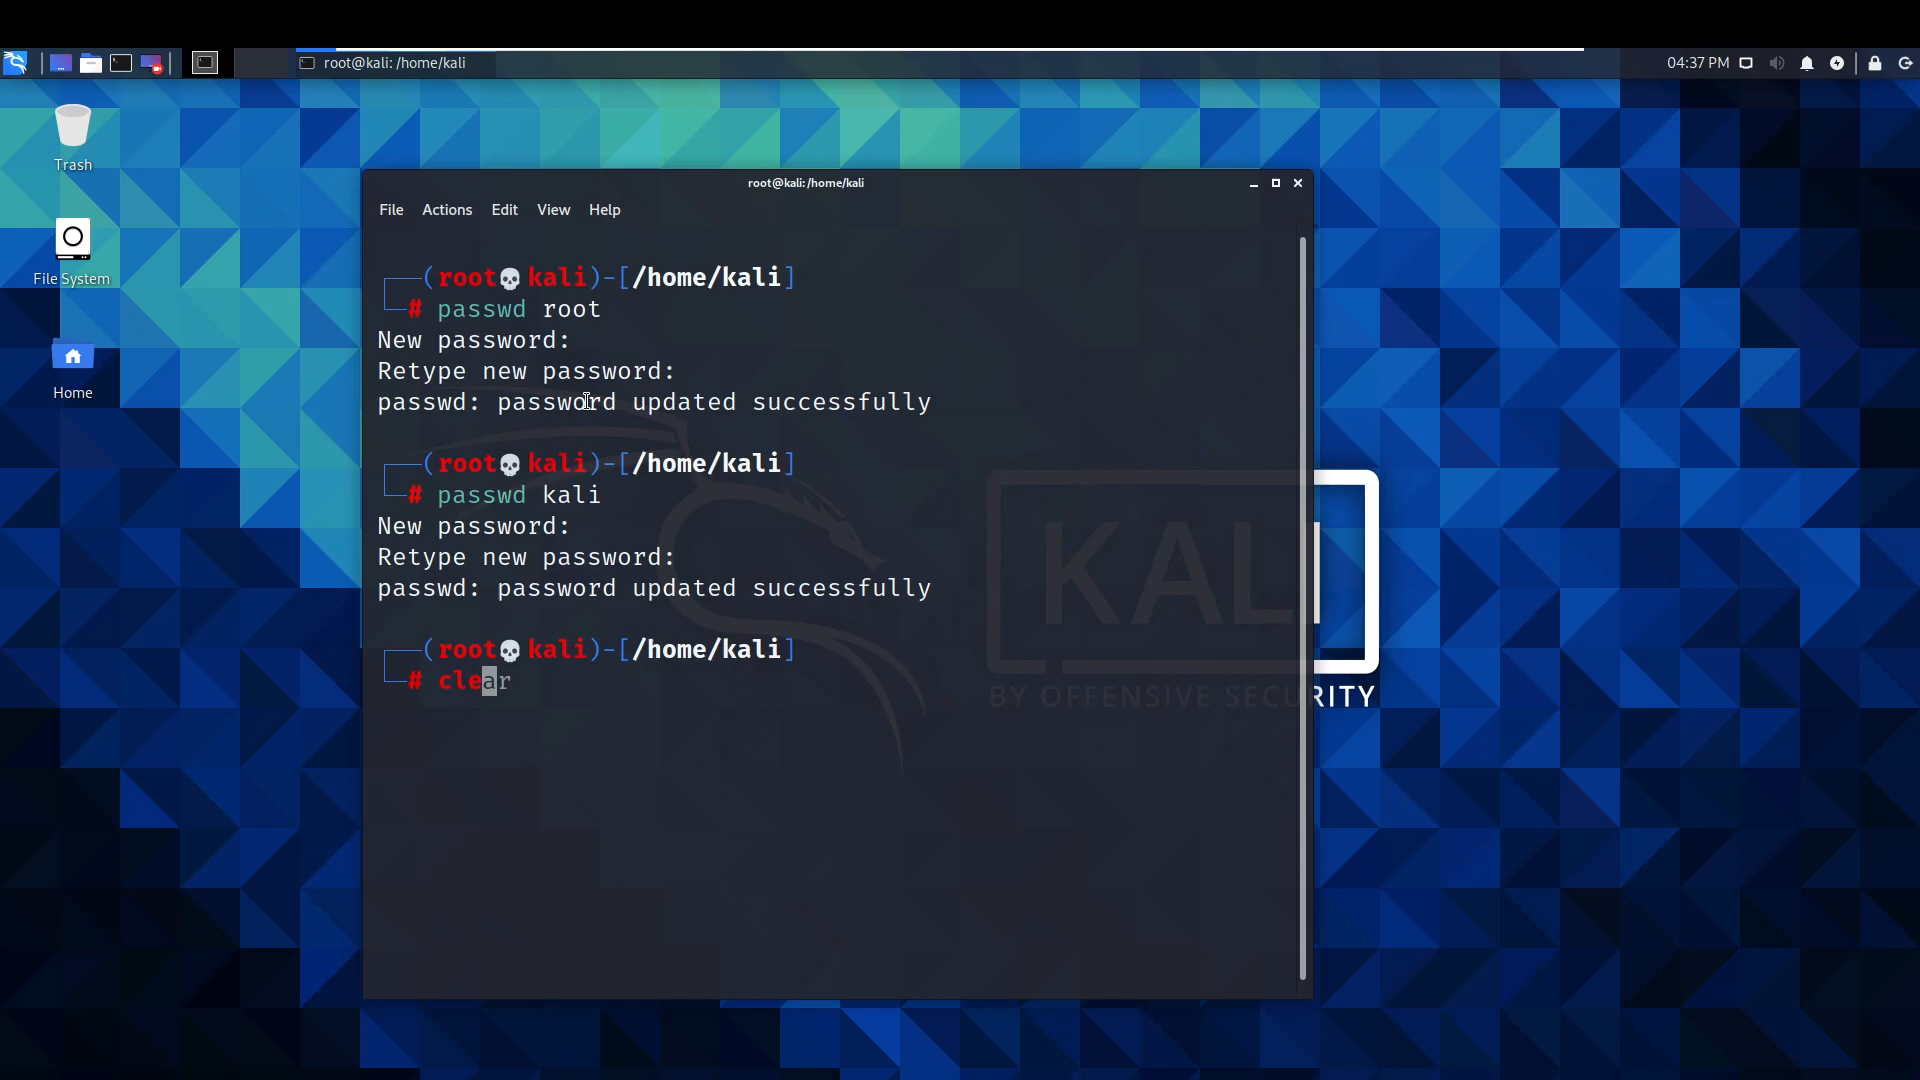 root@kali: /home/kali
04:37 PM
Trash
File System
Home
root@kali: /home/kali
File Actions Edit View Help
┌──(root💀kali)-[/home/kali]
└─# passwd root
New password:
Retype new password:
passwd: password updated successfully
┌──(root💀kali)-[/home/kali]
└─# passwd kali
New password:
Retype new password:
passwd: password updated successfully
┌──(root💀kali)-[/home/kali]
└─# clear
KALI
BY OFFENSIVE SECURITY